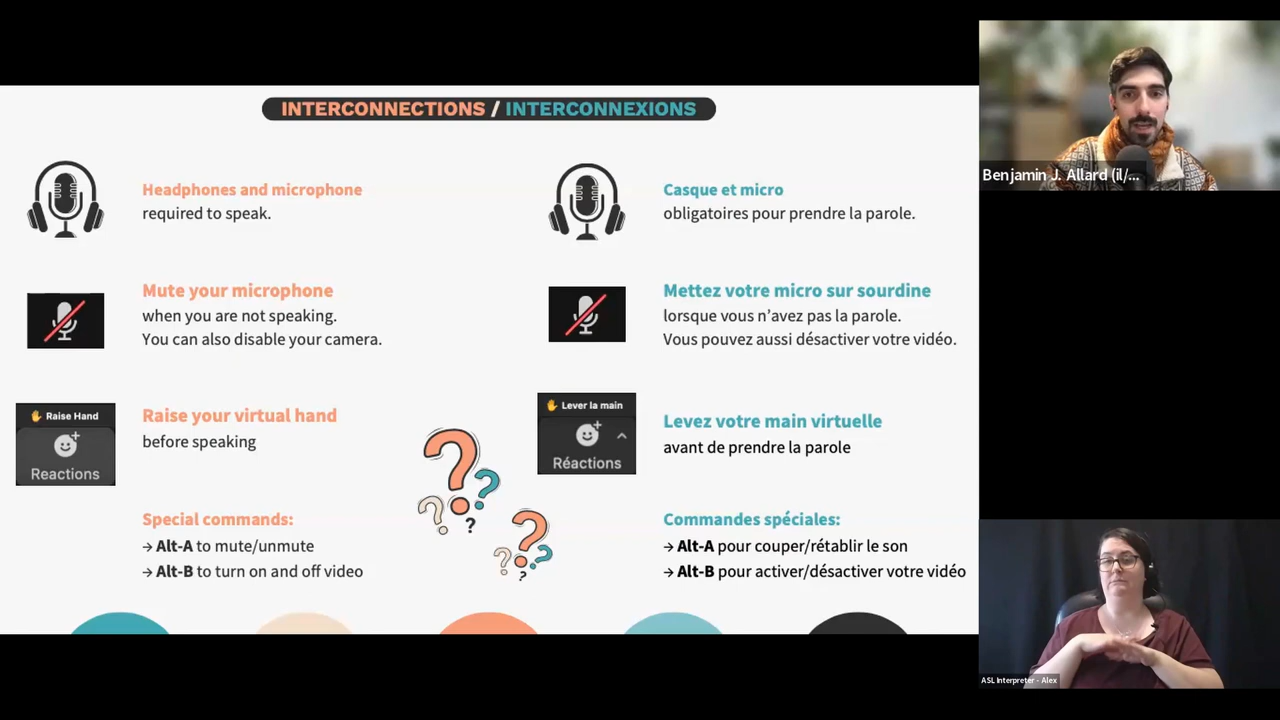 INTERCONNECTIONS / INTERCONNEXIONS
Headphones and microphone
required to speak.
Mute your microphone
when you are not speaking.
You can also disable your camera.
✋ Raise Hand
Reactions
Raise your virtual hand
before speaking
Special commands:
→ Alt-A to mute/unmute
→ Alt-B to turn on and off video
Casque et micro
obligatoires pour prendre la parole.
Mettez votre micro sur sourdine
lorsque vous n’avez pas la parole.
Vous pouvez aussi désactiver votre vidéo.
✋ Lever la main
Réactions
Levez votre main virtuelle
avant de prendre la parole
Commandes spéciales:
→ Alt-A pour couper/rétablir le son
→ Alt-B pour activer/désactiver votre vidéo
Benjamin J. Allard (il/...
ASL Interpreter - Alex